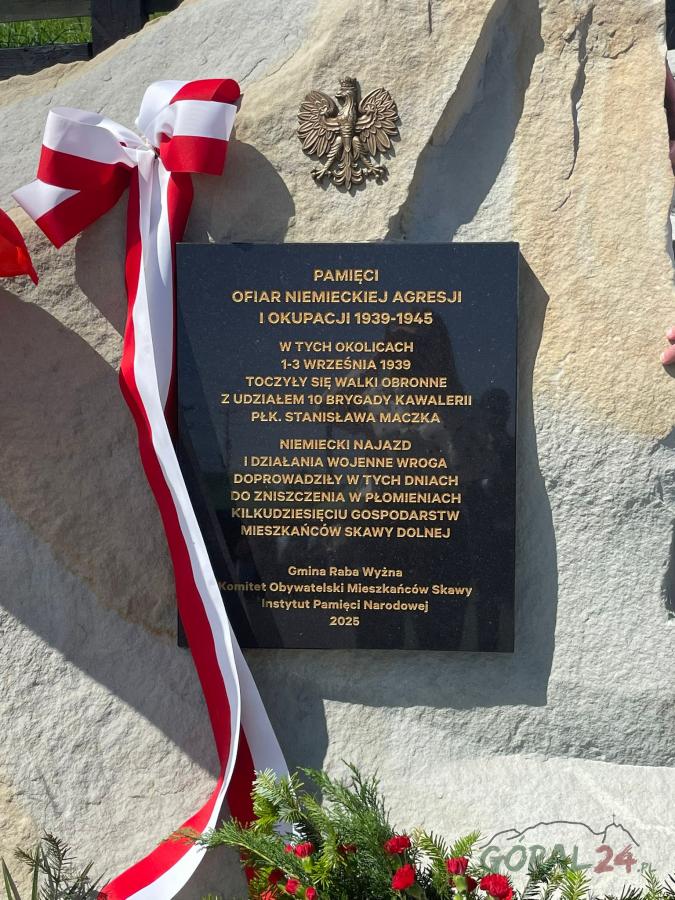 PAMIĘCI
OFIAR NIEMIECKIEJ AGRESJI
I OKUPACJI 1939-1945
W TYCH OKOLICACH
1-3 WRZEŚNIA 1939
TOCZYŁY SIĘ WALKI OBRONNE
Z UDZIAŁEM 10 BRYGADY KAWALERII
PŁK. STANISŁAWA MACZKA
NIEMIECKI NAJAZD
I DZIAŁANIA WOJENNE WROGA
DOPROWADZIŁY W TYCH DNIACH
DO ZNISZCZENIA W PŁOMIENIACH
KILKUDZIESIĘCIU GOSPODARSTW
MIESZKAŃCÓW SKAWY DOLNEJ
Gmina Raba Wyżna
Komitet Obywatelski Mieszkańców Skawy
Instytut Pamięci Narodowej
2025
GORAL24.PL